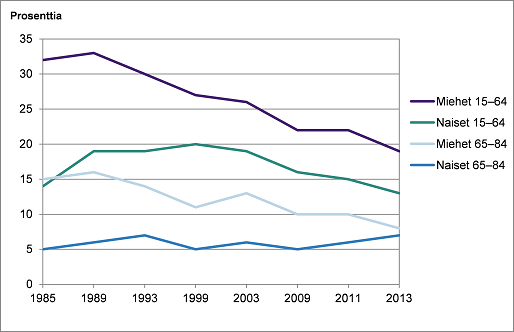 Prosenttia
35
30
25
20
15
10
5
0
1985 1989 1993 1999 2003 2009 2011 2013
Miehet 15–64
Naiset 15–64
Miehet 65–84
Naiset 65–84